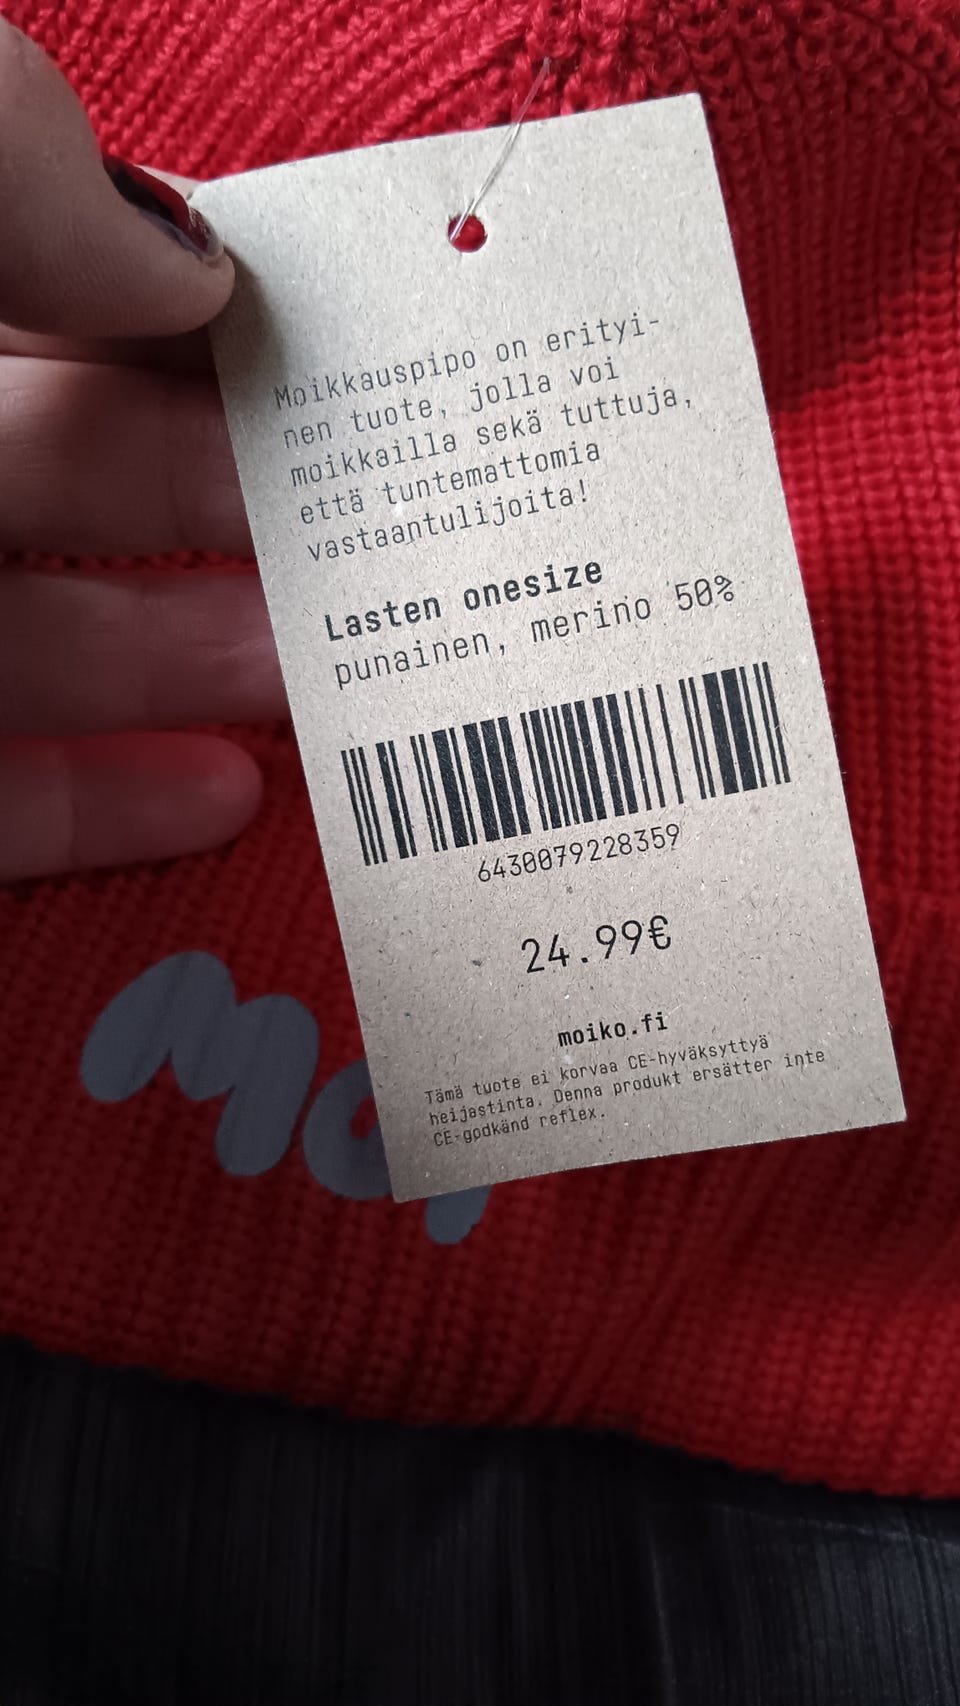 Moikkauspipo on erityi-
nen tuote, jolla voi
moikkailla sekä tuttuja,
että tuntemattomia
vastaantulijoita!
Lasten onesize
punainen, merino 50%
6430079228359
24.99€
moiko.fi
Tämä tuote ei korvaa CE-hyväksyttyä
heijastinta. Denna produkt ersätter inte
CE-godkänd reflex.